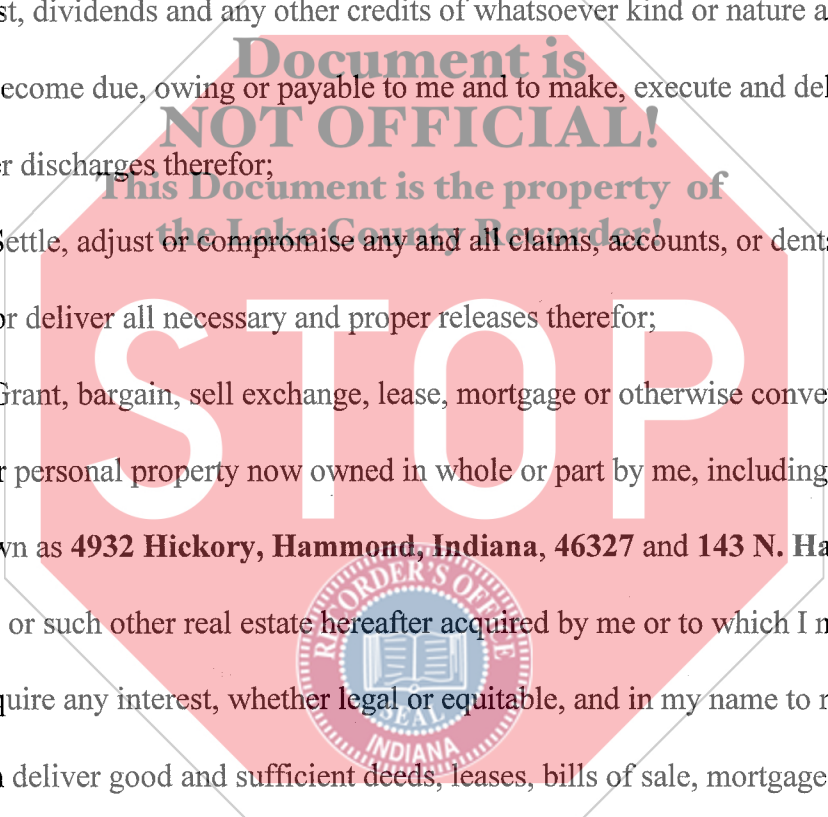 st, dividends and any other credits of whatsoever kind or nature a
Document is
ecome due, owing or payable to me and to make, execute and del
NOT OFFICIAL!
r discharges therefor;
This Document is the property of
the Lake County Recorder!
Settle, adjust or compromise any and all claims, accounts, or dents
or deliver all necessary and proper releases therefor;
STOP
Grant, bargain, sell exchange, lease, mortgage or otherwise conve
r personal property now owned in whole or part by me, including
wn as 4932 Hickory, Hammond, Indiana, 46327 and 143 N. Ha
or such other real estate hereafter acquired by me or to which I m
quire any interest, whether legal or equitable, and in my name to r
deliver good and sufficient deeds, leases, bills of sale, mortgage
RECORDER'S OFFICE
SEAL
INDIANA